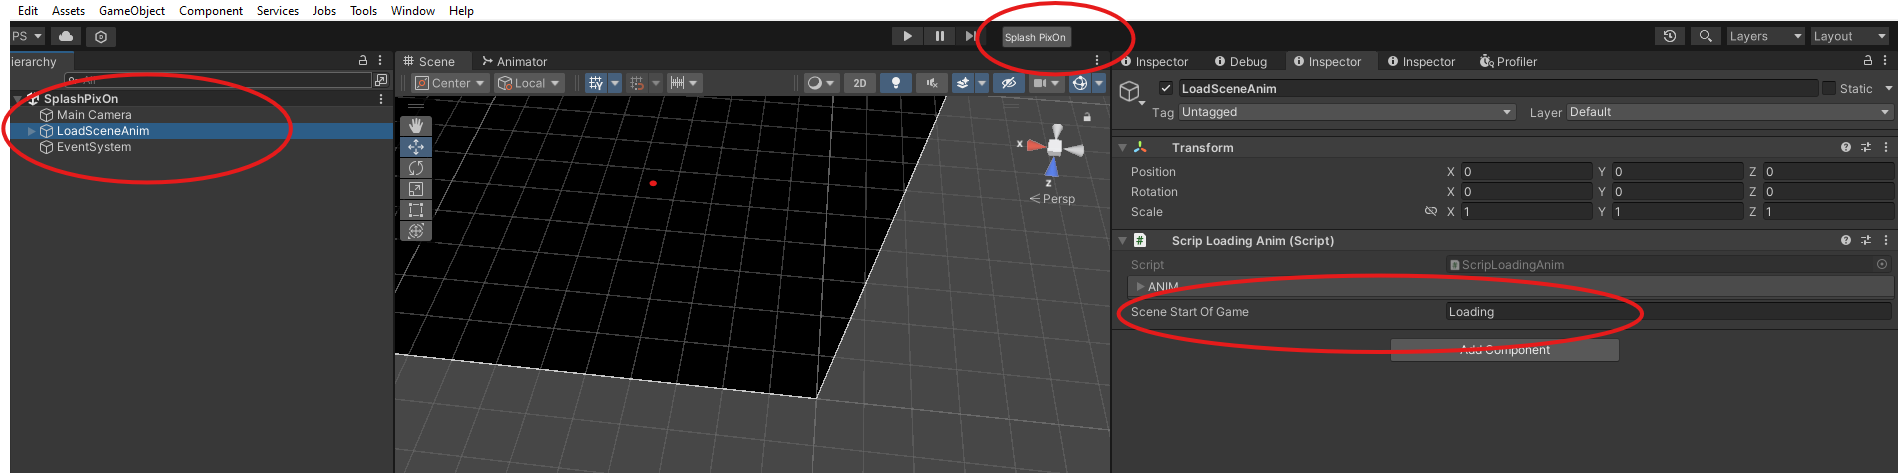 Edit Assets GameObject Component Services Jobs Tools Window Help
PS Splash PixOn Layers Layout
ierarchy Scene Animator Inspector Debug Inspector Inspector Profiler
All Center Local 2D LoadSceneAnim Static
SplashPixOn
Main Camera Tag Untagged Layer Default
LoadSceneAnim
EventSystem x Transform
Position X 0 Y 0 Z 0
z Rotation X 0 Y 0 Z 0
Persp Scale X 1 Y 1 Z 1
Scrip Loading Anim (Script)
Script ScripLoadingAnim
ANIM
Scene Start Of Game Loading
Add Component